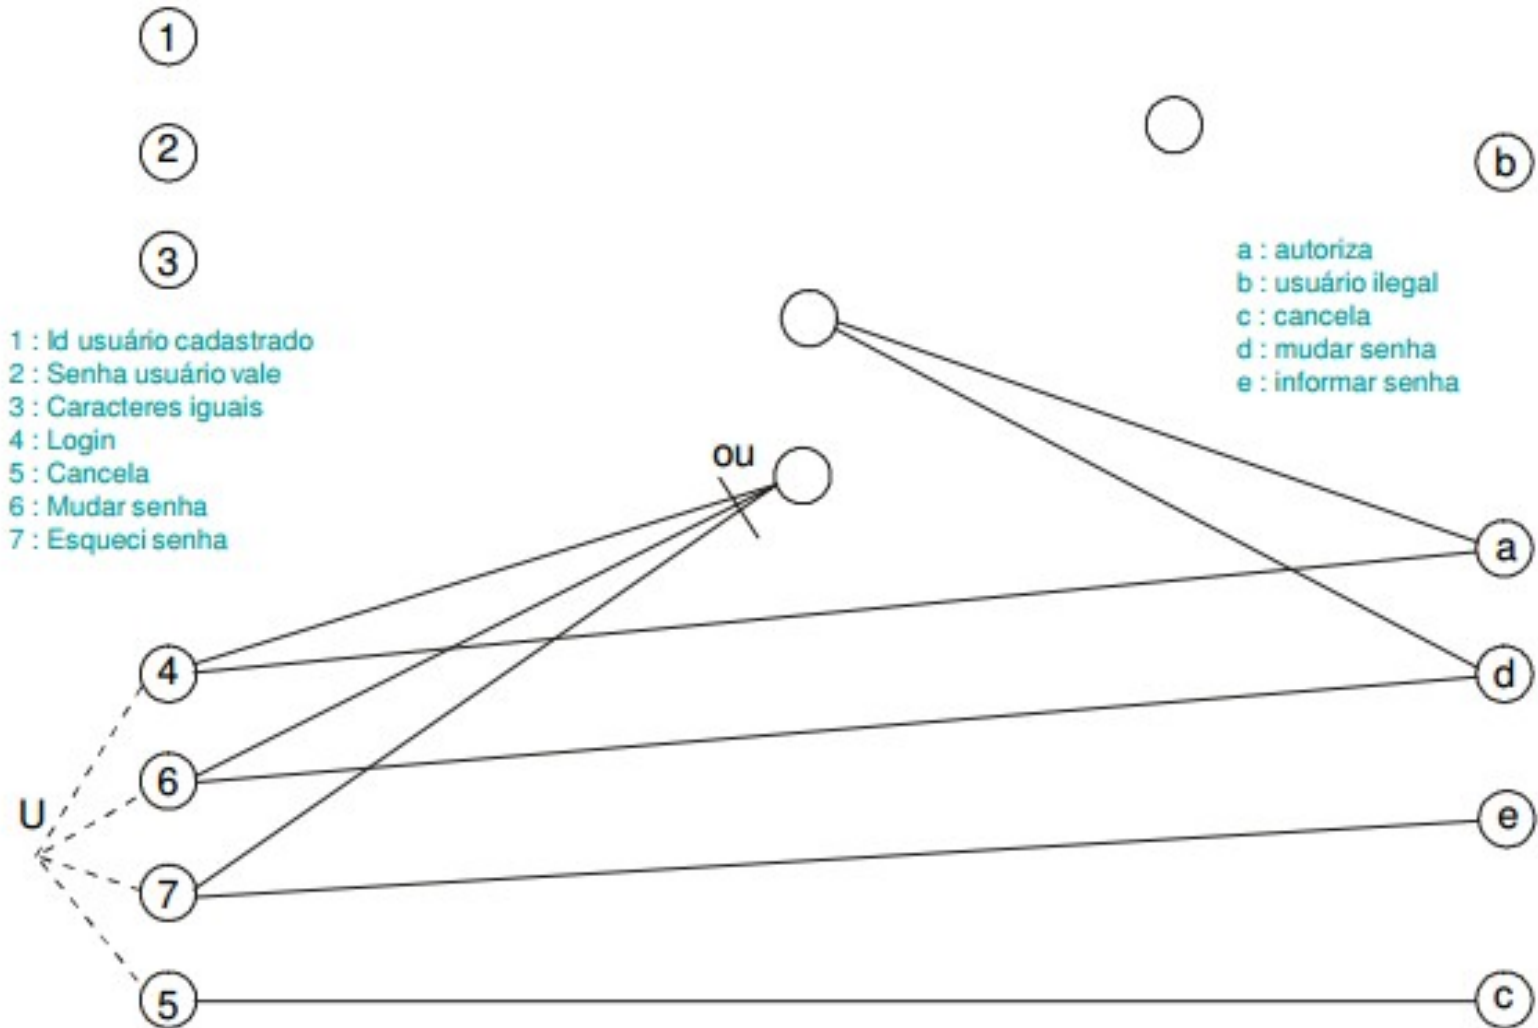 1
2
b
3
a : autoriza
b : usuário ilegal
c : cancela
d : mudar senha
e : informar senha
1 : Id usuário cadastrado
2 : Senha usuário vale
3 : Caracteres iguais
4 : Login
5 : Cancela
6 : Mudar senha
7 : Esqueci senha
ou
a
4
d
6
U
e
7
5
c